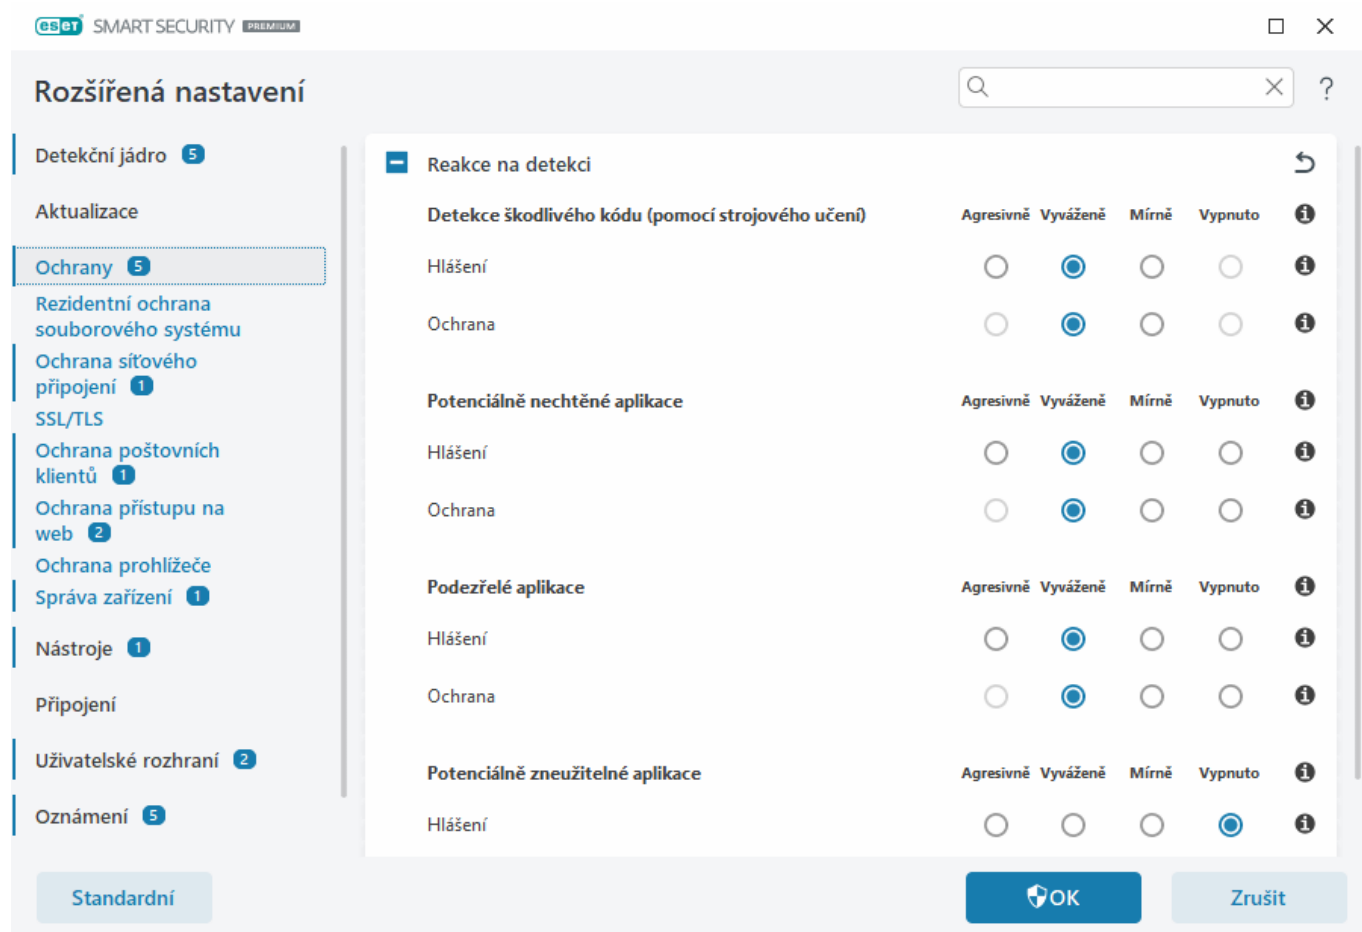 eset SMART SECURITY PREMIUM
Rozšířená nastavení
?
Detekční jádro 5
Aktualizace
Ochrany 5
Rezidentní ochrana
souborového systému
Ochrana síťového
připojení 1
SSL/TLS
Ochrana poštovních
klientů 1
Ochrana přístupu na
web 2
Ochrana prohlížeče
Správa zařízení 1
Nástroje 1
Připojení
Uživatelské rozhraní 2
Oznámení 5
Reakce na detekci
Detekce škodlivého kódu (pomocí strojového učení) Agresivně Vyváženě Mírně Vypnuto
Hlášení
Ochrana
Potenciálně nechtěné aplikace Agresivně Vyváženě Mírně Vypnuto
Hlášení
Ochrana
Podezřelé aplikace Agresivně Vyváženě Mírně Vypnuto
Hlášení
Ochrana
Potenciálně zneužitelné aplikace Agresivně Vyváženě Mírně Vypnuto
Hlášení
Standardní OK Zrušit